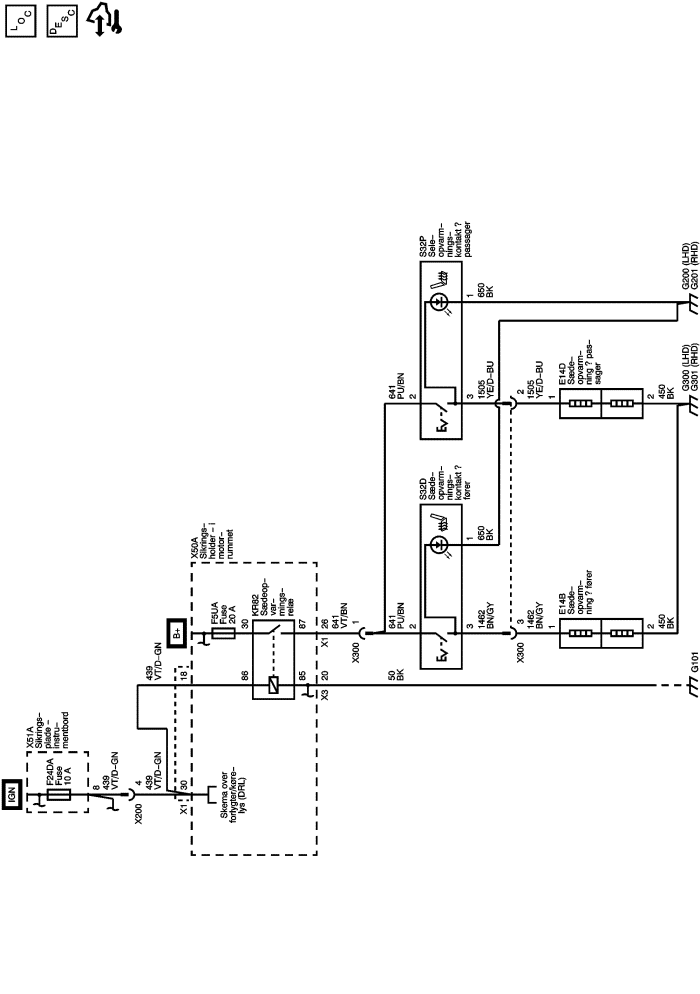 LOC
DESC
IGN
X51A
Sikrings–
plade –
instru–
mentbord
F24DA
Fuse
10 A
8
439
VT/D–GN
4
X200
439
VT/D–GN
439
VT/D–GN
X1
30
18
Skema over
forlygter/køre–
lys (DRL)
B+
X50A
Sikrings–
holder – i
motor–
rummet
F5UA
Fuse
20 A
30
KR82
Sædeop–
var–
mnings–
relæ
86
85
87
X3
20
X1
26
641
VT/BN
1
X300
50
BK
G101
641
PU/BN
2
S32D
Sæde–
opvarm–
nings–
kontakt ?
fører
3
1462
BN/GY
1
650
BK
X300
3
1462
BN/GY
1
E14B
Sæde–
opvarm–
ning ? fører
2
450
BK
641
PU/BN
2
S32P
Sele–
opvarm–
nings–
kontakt ?
passager
3
1505
YE/D–BU
1
650
BK
2
1505
YE/D–BU
1
E14D
Sæde–
opvarm–
ning ? pas–
sager
2
450
BK
G300 (LHD)
G301 (RHD)
G200 (LHD)
G201 (RHD)